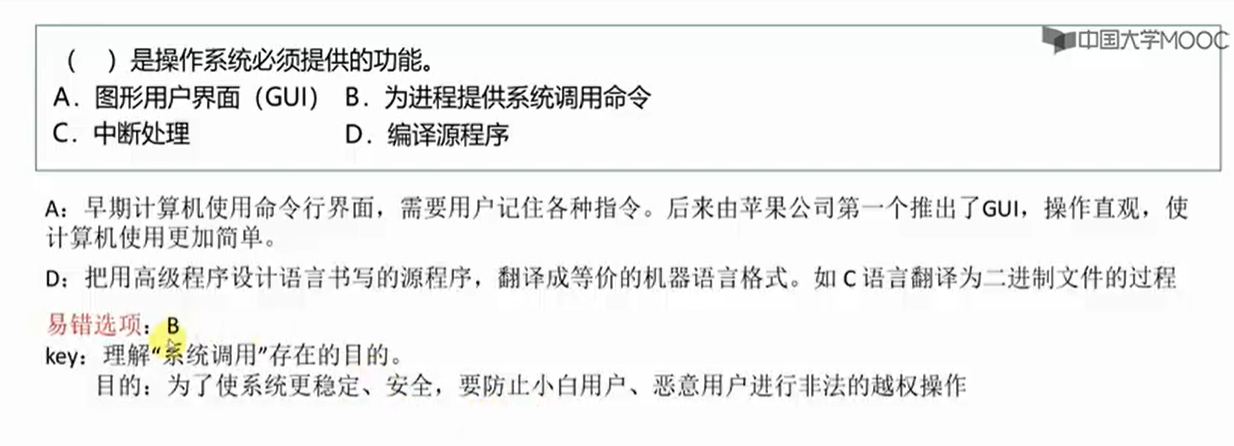 中国大学MOOC
（ ）是操作系统必须提供的功能。
A．图形用户界面（GUI） B．为进程提供系统调用命令
C．中断处理 D．编译源程序
A：早期计算机使用命令行界面，需要用户记住各种指令。后来由苹果公司第一个推出了GUI，操作直观，使
计算机使用更加简单。
D：把用高级程序设计语言书写的源程序，翻译成等价的机器语言格式。如 C 语言翻译为二进制文件的过程
易错选项：B
key：理解“系统调用”存在的目的。
目的：为了使系统更稳定、安全，要防止小白用户、恶意用户进行非法的越权操作